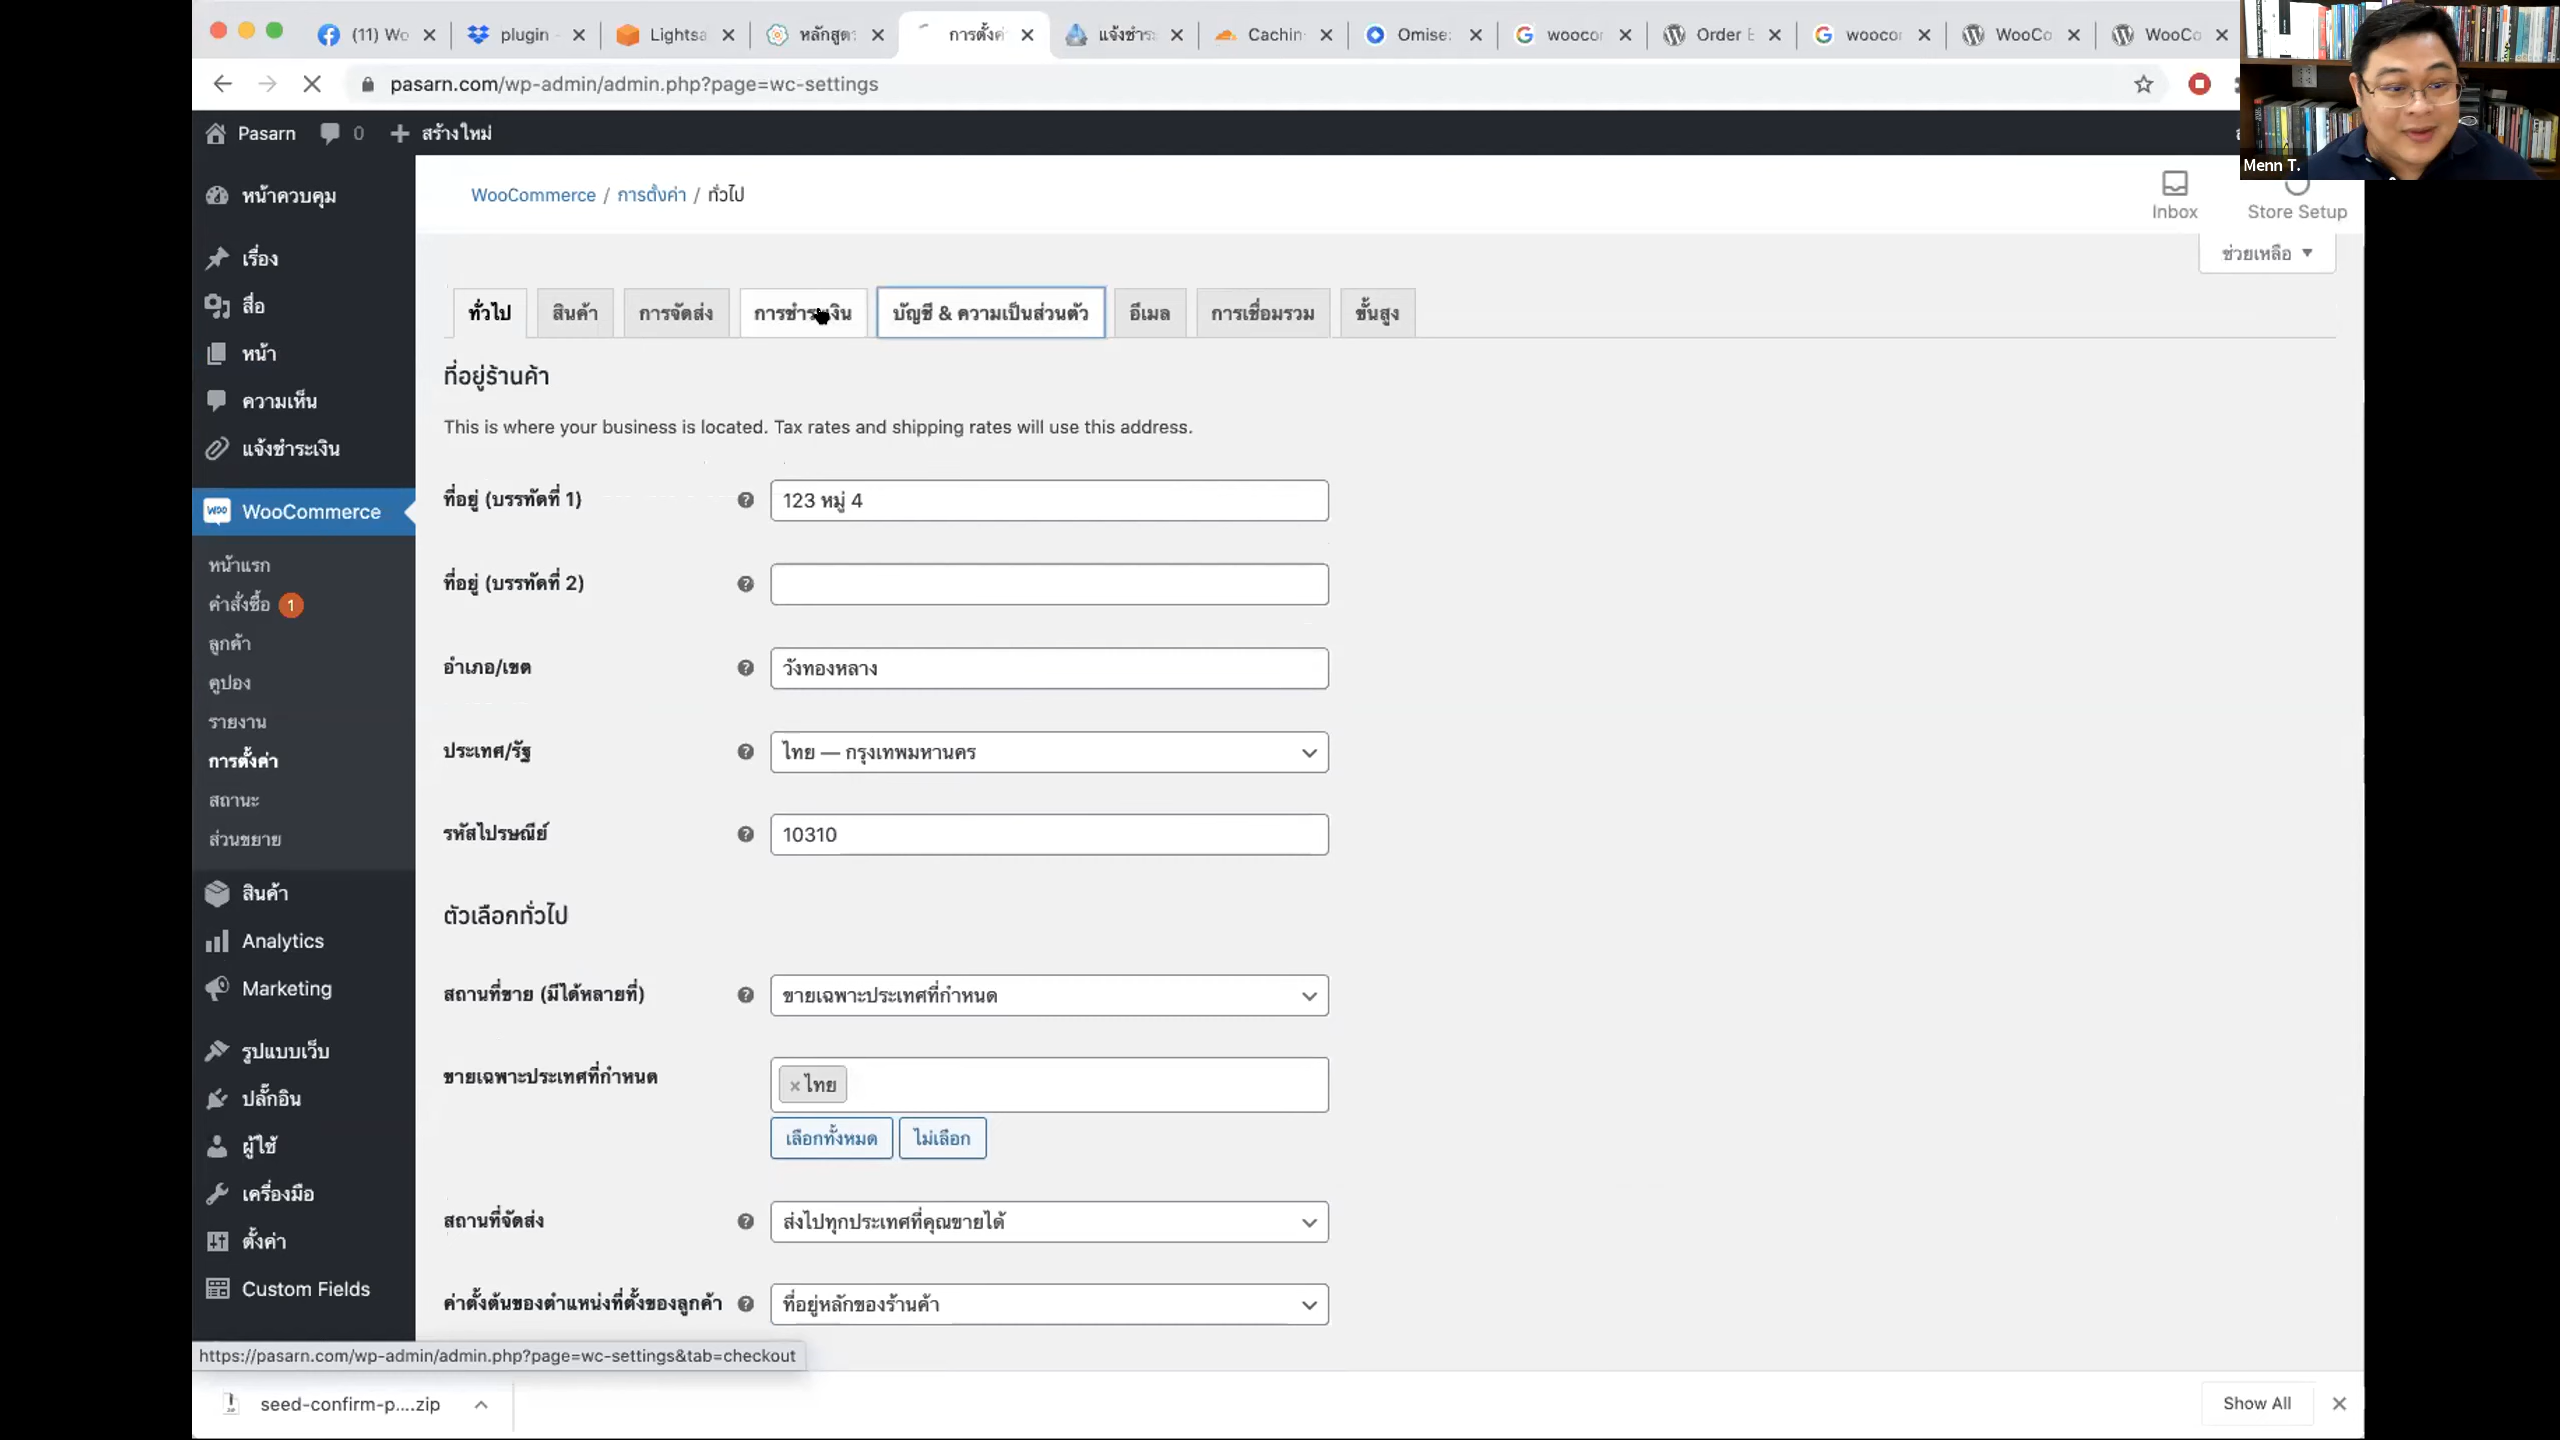 (11) Wo
plugin
Lightsa
หลักสูตร
การตั้งค่า
แจ้งชำระ
Cachin
Omise:
woocor
Order E
woocor
WooCo
WooCo
pasarn.com/wp-admin/admin.php?page=wc-settings
Pasarn 0 สร้างใหม่
Menn T.
หน้าควบคุม
เรื่อง
สื่อ
หน้า
ความเห็น
แจ้งชำระเงิน
WooCommerce
หน้าแรก
คำสั่งซื้อ 1
ลูกค้า
คูปอง
รายงาน
การตั้งค่า
สถานะ
ส่วนขยาย
สินค้า
Analytics
Marketing
รูปแบบเว็บ
ปลั๊กอิน
ผู้ใช้
เครื่องมือ
ตั้งค่า
Custom Fields
WooCommerce / การตั้งค่า / ทั่วไป
Inbox
Store Setup
ช่วยเหลือ
ทั่วไป สินค้า การจัดส่ง การชำระเงิน บัญชี & ความเป็นส่วนตัว อีเมล การเชื่อมรวม ขั้นสูง
ที่อยู่ร้านค้า
This is where your business is located. Tax rates and shipping rates will use this address.
ที่อยู่ (บรรทัดที่ 1) 123 หมู่ 4
ที่อยู่ (บรรทัดที่ 2)
อำเภอ/เขต วังทองหลาง
ประเทศ/รัฐ ไทย — กรุงเทพมหานคร
รหัสไปรษณีย์ 10310
ตัวเลือกทั่วไป
สถานที่ขาย (มีได้หลายที่) ขายเฉพาะประเทศที่กำหนด
ขายเฉพาะประเทศที่กำหนด × ไทย
เลือกทั้งหมด ไม่เลือก
สถานที่จัดส่ง ส่งไปทุกประเทศที่คุณขายได้
ค่าตั้งต้นของตำแหน่งที่ตั้งของลูกค้า ที่อยู่หลักของร้านค้า
https://pasarn.com/wp-admin/admin.php?page=wc-settings&tab=checkout
seed-confirm-p....zip
Show All